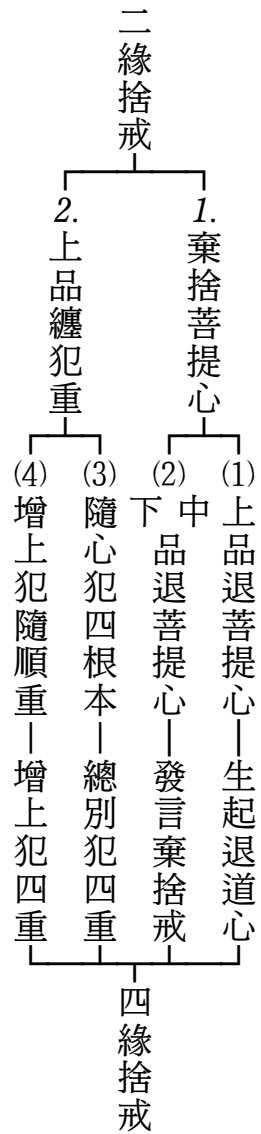 二緣捨戒
1.棄捨菩提心
(1)上品退菩提心—生起退道心
(2)中下品退菩提心—發言棄捨戒
2.上品纏犯重
(3)隨心犯四根本—總別犯四重
(4)增上犯隨順重—增上犯四重
四緣捨戒